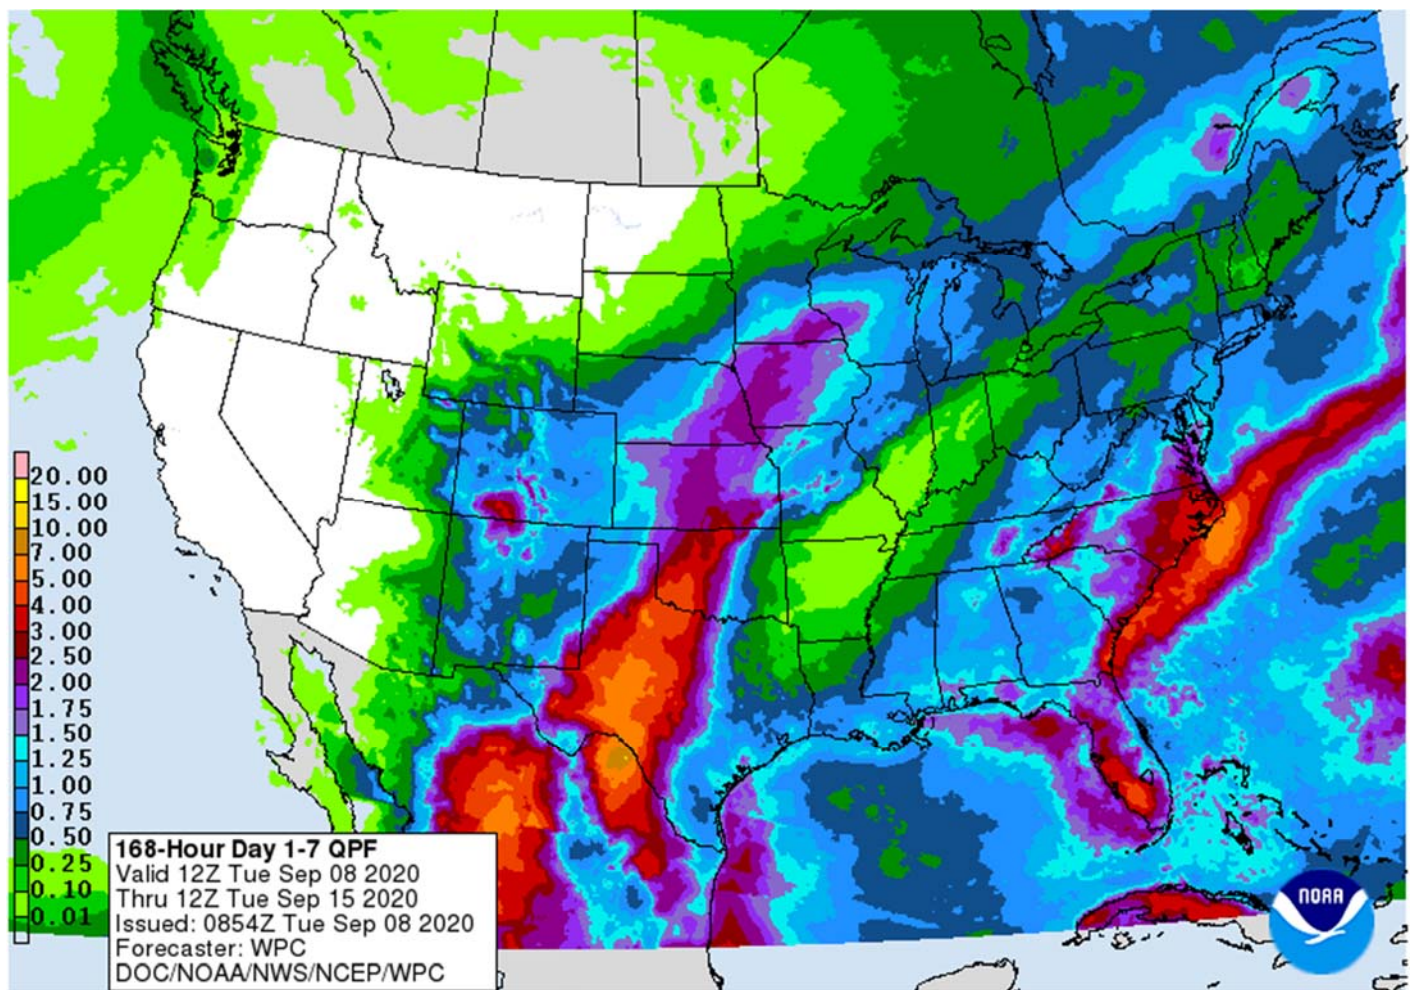 20.00
15.00
10.00
7.00
5.00
4.00
3.00
2.50
2.00
1.75
1.50
1.25
1.00
0.75
0.50
0.25
0.10
0.01
168-Hour Day 1-7 QPF
Valid 12Z Tue Sep 08 2020
Thru 12Z Tue Sep 15 2020
Issued: 0854Z Tue Sep 08 2020
Forecaster: WPC
DOC/NOAA/NWS/NCEP/WPC
NOAA